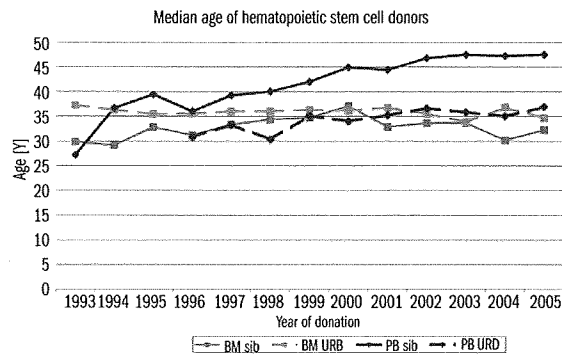 Median age of hematopoietic stem cell donors
50
45
40
35
30
25
20
15
10
5
0
Age [Y]
1993 1994 1995 1996 1997 1998 1999 2000 2001 2002 2003 2004 2005
Year of donation
BM sib BM URB PB sib PB URD